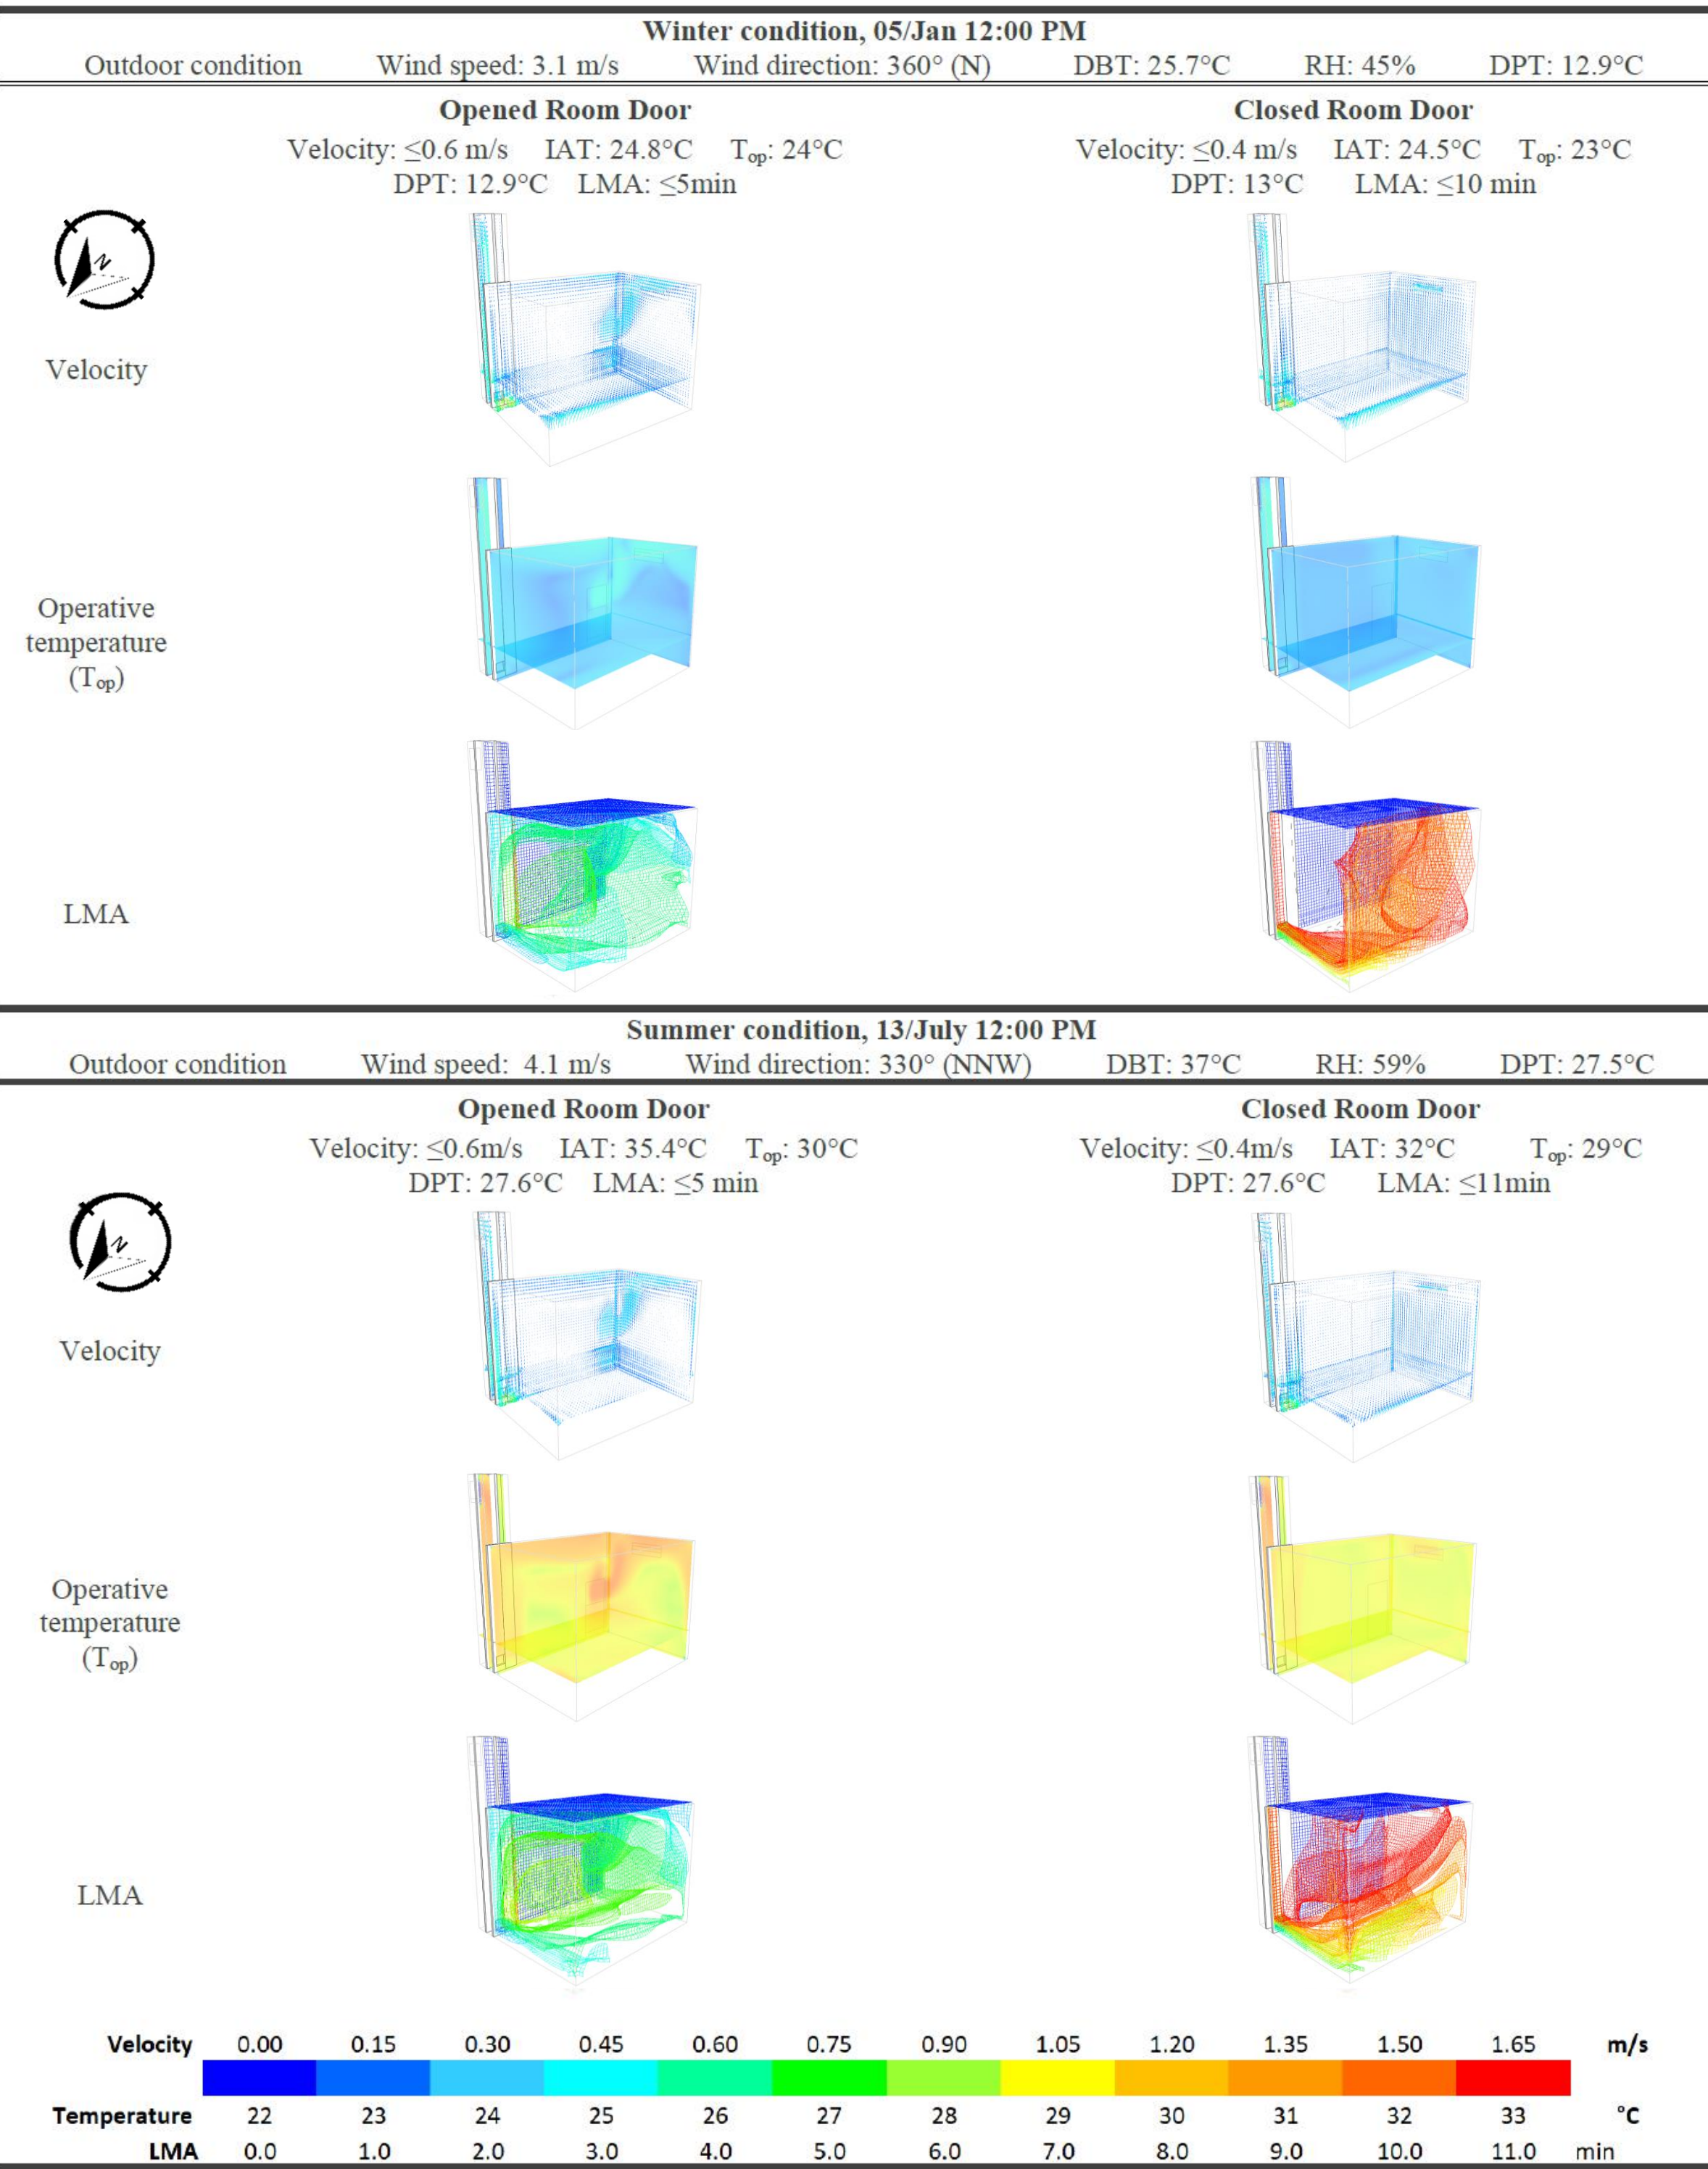 Winter condition, 05/Jan 12:00 PM
Outdoor condition Wind speed: 3.1 m/s Wind direction: 360° (N) DBT: 25.7°C RH: 45% DPT: 12.9°C
Opened Room Door Closed Room Door
Velocity: ≤0.6 m/s IAT: 24.8°C Top: 24°C Velocity: ≤0.4 m/s IAT: 24.5°C Top: 23°C
DPT: 12.9°C LMA: ≤5min DPT: 13°C LMA: ≤10 min
N
Velocity
Operative
temperature
(Top)
LMA
Summer condition, 13/July 12:00 PM
Outdoor condition Wind speed: 4.1 m/s Wind direction: 330° (NNW) DBT: 37°C RH: 59% DPT: 27.5°C
Opened Room Door Closed Room Door
Velocity: ≤0.6m/s IAT: 35.4°C Top: 30°C Velocity: ≤0.4m/s IAT: 32°C Top: 29°C
DPT: 27.6°C LMA: ≤5 min DPT: 27.6°C LMA: ≤11min
N
Velocity
Operative
temperature
(Top)
LMA
Velocity 0.00 0.15 0.30 0.45 0.60 0.75 0.90 1.05 1.20 1.35 1.50 1.65 m/s
Temperature 22 23 24 25 26 27 28 29 30 31 32 33 °C
LMA 0.0 1.0 2.0 3.0 4.0 5.0 6.0 7.0 8.0 9.0 10.0 11.0 min